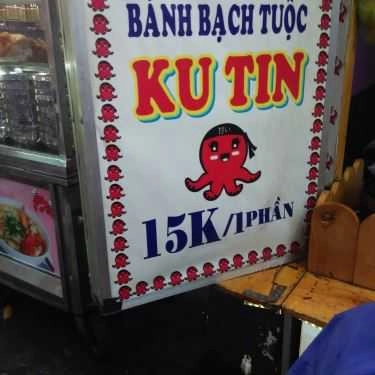 BÁNH BẠCH TUỘC
KU TIN
15K/1PHẦN